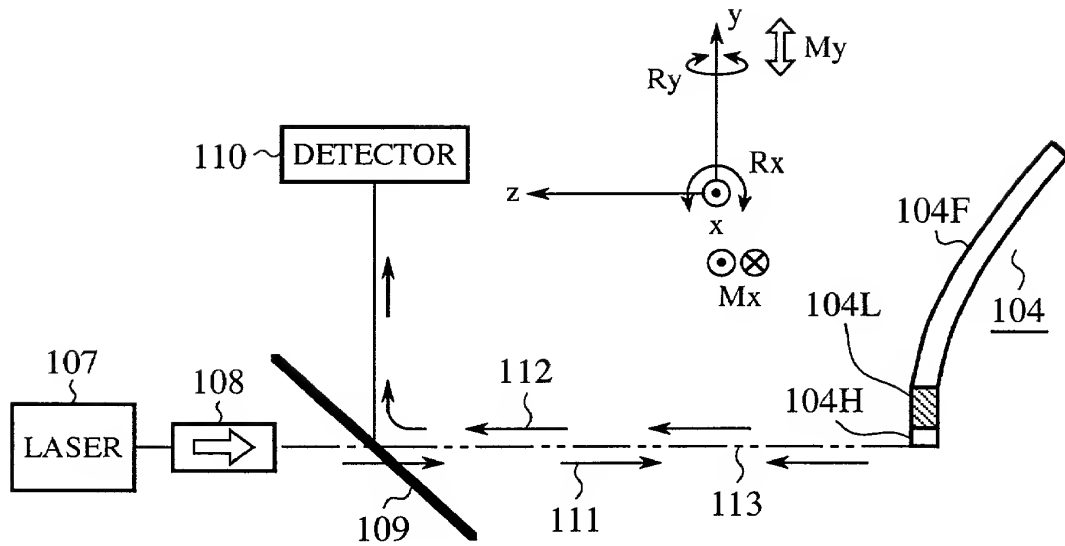 y
My
Ry
110
DETECTOR
Rx
z
x
104F
Mx
104
104L
107
108
112
104H
LASER
109
111
113